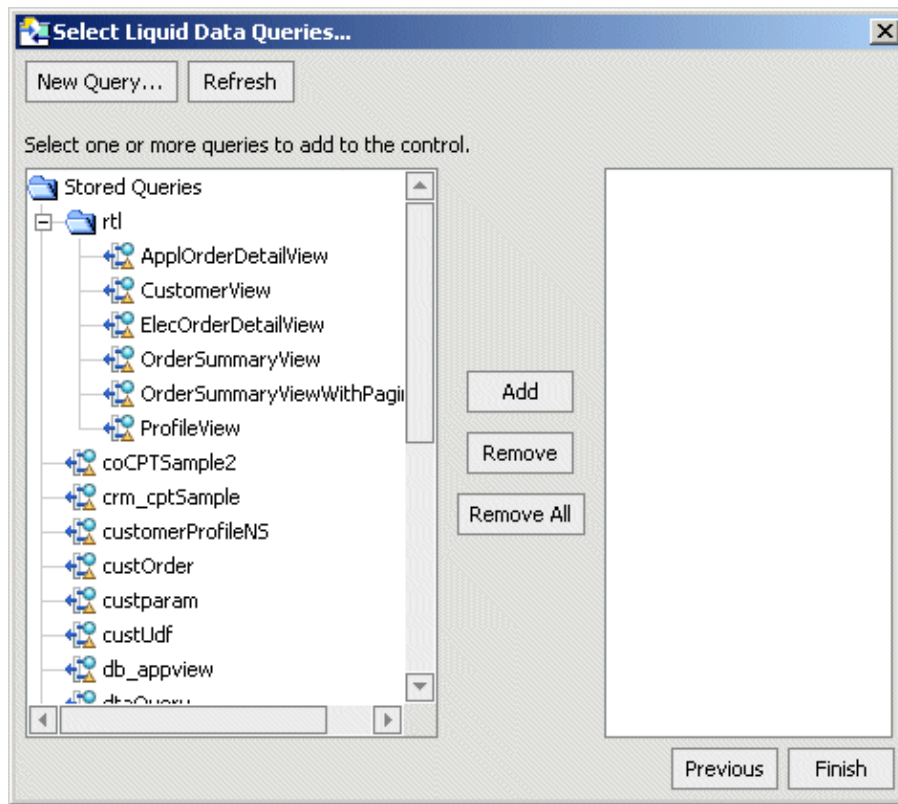 Select Liquid Data Queries...
New Query... Refresh
Select one or more queries to add to the control.
Stored Queries
rtl
ApplOrderDetailView
CustomerView
ElecOrderDetailView
OrderSummaryView
OrderSummaryViewWithPagi
ProfileView
coCPTSample2
crm_cptSample
customerProfileNS
custOrder
custparam
custUdf
db_appview
Add
Remove
Remove All
Previous Finish